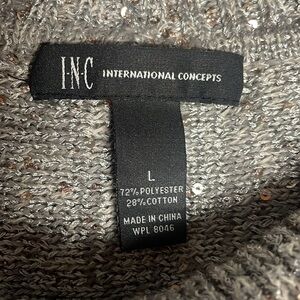 I·N·C INTERNATIONAL CONCEPTS
L
72% POLYESTER
28% COTTON
MADE IN CHINA
WPL 8046